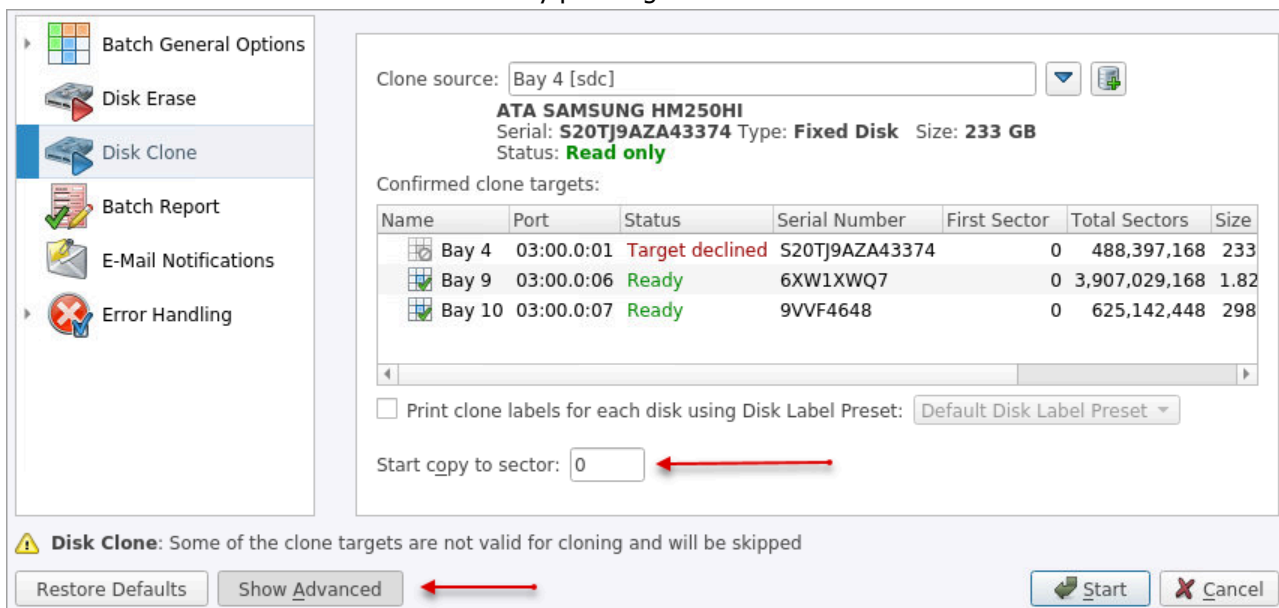 Batch General Options
Disk Erase
Disk Clone
Batch Report
E-Mail Notifications
Error Handling
Clone source: Bay 4 [sdc]
ATA SAMSUNG HM250HI
Serial: S20TJ9AZA43374 Type: Fixed Disk Size: 233 GB
Status: Read only
Confirmed clone targets:
Name Port Status Serial Number First Sector Total Sectors Size
Bay 4 03:00.0:01 Target declined S20TJ9AZA43374 0 488,397,168 233
Bay 9 03:00.0:06 Ready 6XW1XWQ7 0 3,907,029,168 1.82
Bay 10 03:00.0:07 Ready 9VVF4648 0 625,142,448 298
Print clone labels for each disk using Disk Label Preset: Default Disk Label Preset
Start copy to sector: 0
Disk Clone: Some of the clone targets are not valid for cloning and will be skipped
Restore Defaults Show Advanced Start Cancel